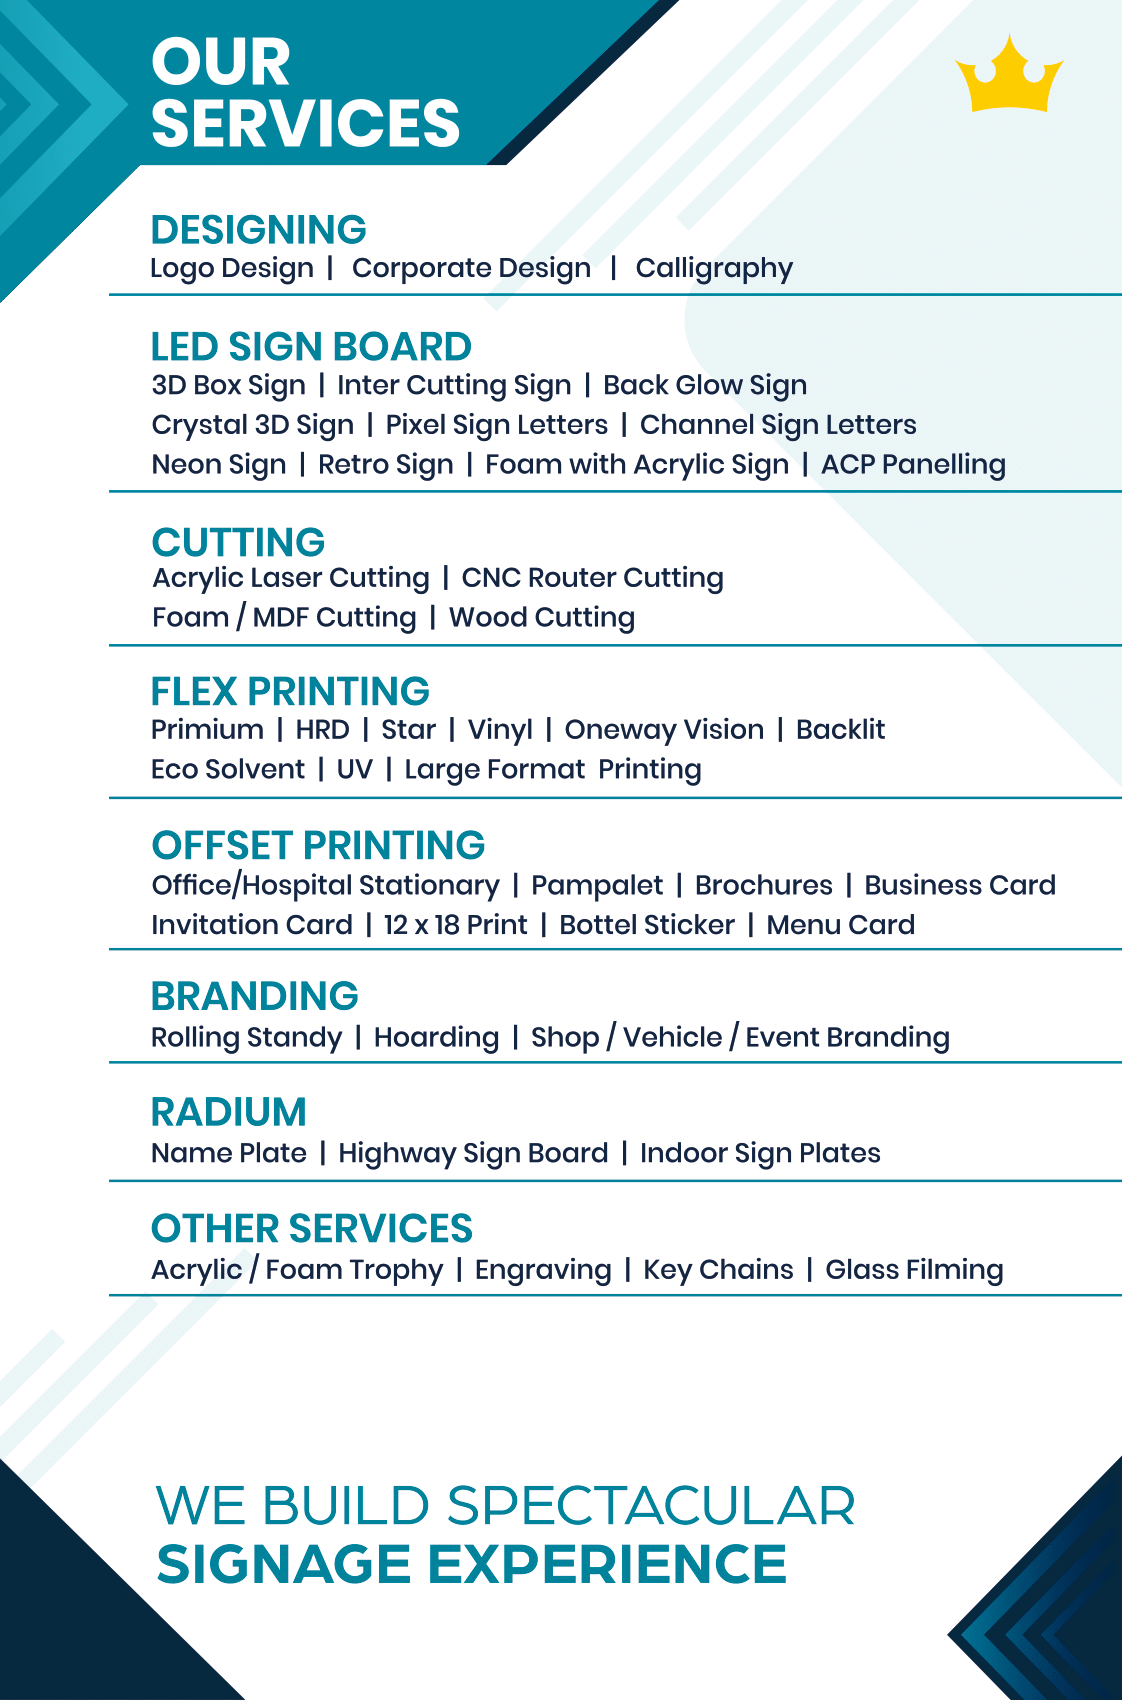 OUR
SERVICES
DESIGNING
Logo Design | Corporate Design | Calligraphy
LED SIGN BOARD
3D Box Sign | Inter Cutting Sign | Back Glow Sign
Crystal 3D Sign | Pixel Sign Letters | Channel Sign Letters
Neon Sign | Retro Sign | Foam with Acrylic Sign | ACP Panelling
CUTTING
Acrylic Laser Cutting | CNC Router Cutting
Foam / MDF Cutting | Wood Cutting
FLEX PRINTING
Primium | HRD | Star | Vinyl | Oneway Vision | Backlit
Eco Solvent | UV | Large Format Printing
OFFSET PRINTING
Office/Hospital Stationary | Pampalet | Brochures | Business Card
Invitation Card | 12 x 18 Print | Bottel Sticker | Menu Card
BRANDING
Rolling Standy | Hoarding | Shop / Vehicle / Event Branding
RADIUM
Name Plate | Highway Sign Board | Indoor Sign Plates
OTHER SERVICES
Acrylic / Foam Trophy | Engraving | Key Chains | Glass Filming
WE BUILD SPECTACULAR
SIGNAGE EXPERIENCE